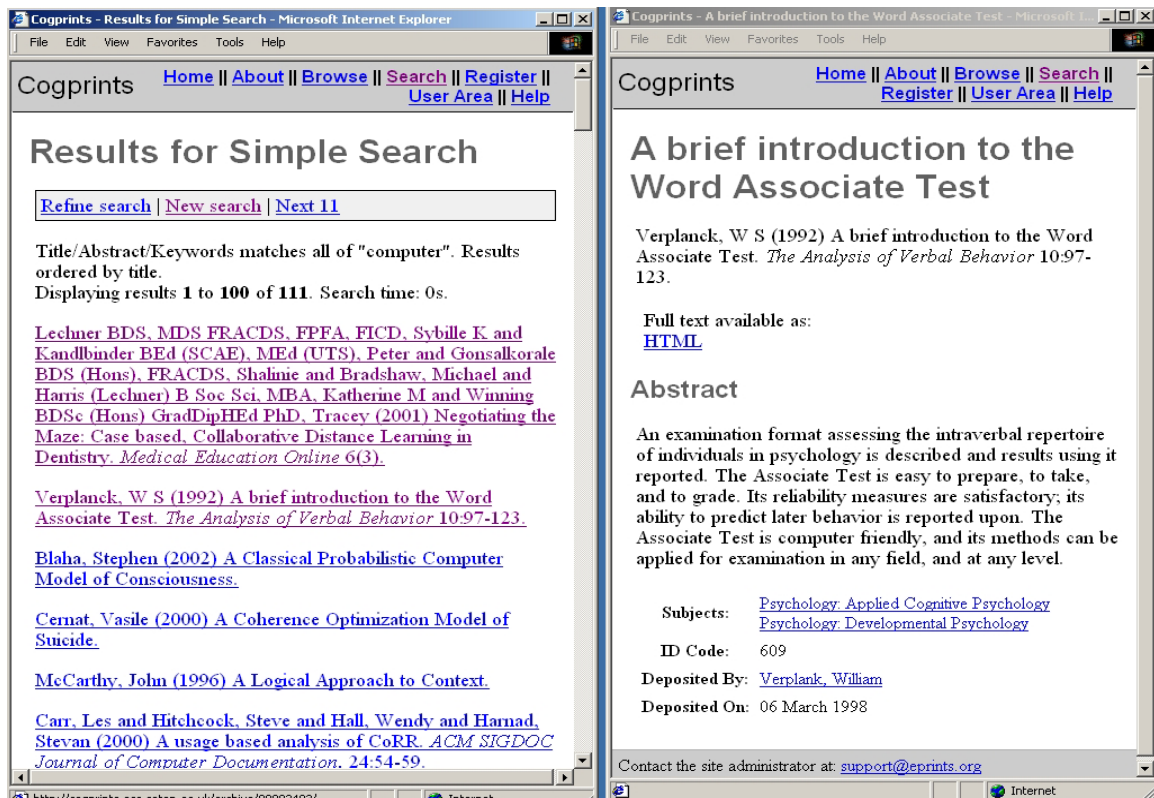 Cogprints - Results for Simple Search - Microsoft Internet Explorer
File Edit View Favorites Tools Help
Cogprints
Home || About || Browse || Search || Register ||
User Area || Help
Results for Simple Search
Refine search | New search | Next 11
Title/Abstract/Keywords matches all of "computer". Results
ordered by title.
Displaying results 1 to 100 of 111. Search time: 0s.
Lechner BDS, MDS FRACDS, FPFA, FICD, Sybille K and
Kandlbinder BEd (SCAE), MEd (UTS), Peter and Gonsalkorale
BDS (Hons), FRACDS, Shalinie and Bradshaw, Michael and
Harris (Lechner) B Soc Sci, MBA, Katherine M and Winning
BDSc (Hons) GradDipHEd PhD, Tracey (2001) Negotiating the
Maze: Case based, Collaborative Distance Learning in
Dentistry. Medical Education Online 6(3).
Verplanck, W S (1992) A brief introduction to the Word
Associate Test. The Analysis of Verbal Behavior 10:97-123.
Blaha, Stephen (2002) A Classical Probabilistic Computer
Model of Consciousness.
Cernat, Vasile (2000) A Coherence Optimization Model of
Suicide.
McCarthy, John (1996) A Logical Approach to Context.
Carr, Les and Hitchcock, Steve and Hall, Wendy and Harnad,
Stevan (2000) A usage based analysis of CoRR. ACM SIGDOC
Journal of Computer Documentation. 24:54-59.
Internet
Cogprints - A brief introduction to the Word Associate Test - Microsoft I...
File Edit View Favorites Tools Help
Cogprints
Home || About || Browse || Search ||
Register || User Area || Help
A brief introduction to the
Word Associate Test
Verplanck, W S (1992) A brief introduction to the Word
Associate Test. The Analysis of Verbal Behavior 10:97-
123.
Full text available as:
HTML
Abstract
An examination format assessing the intraverbal repertoire
of individuals in psychology is described and results using it
reported. The Associate Test is easy to prepare, to take,
and to grade. Its reliability measures are satisfactory; its
ability to predict later behavior is reported upon. The
Associate Test is computer friendly, and its methods can be
applied for examination in any field, and at any level.
Subjects: Psychology: Applied Cognitive Psychology
Psychology: Developmental Psychology
ID Code: 609
Deposited By: Verplank, William
Deposited On: 06 March 1998
Contact the site administrator at: support@eprints.org
Internet